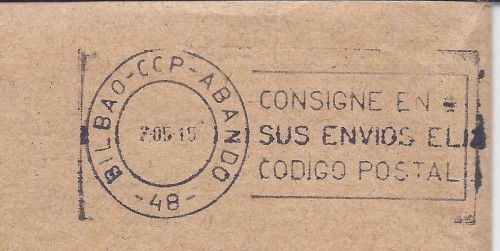 BILBAO-CCP-ABANDO
7.05.15
-48-
CONSIGNE EN
SUS ENVIOS EL
CODIGO POSTAL